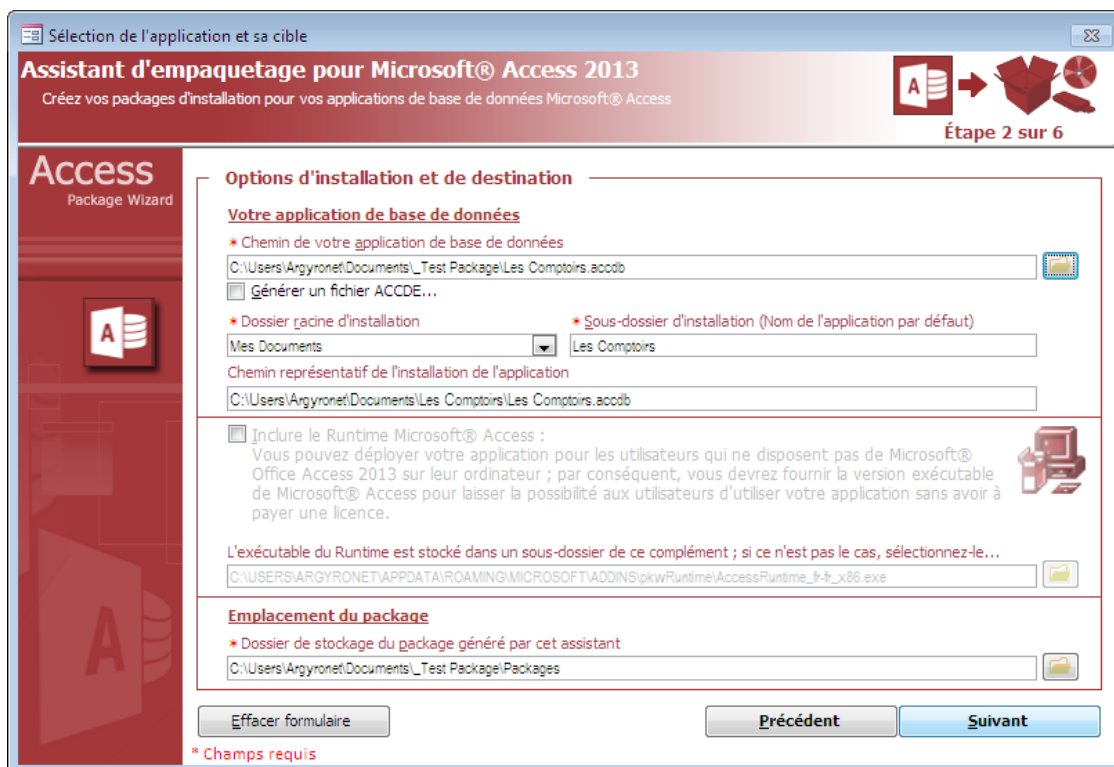 Sélection de l'application et sa cible
Assistant d'empaquetage pour Microsoft® Access 2013
Créez vos packages d'installation pour vos applications de base de données Microsoft® Access
A
Étape 2 sur 6
Access
Package Wizard
A
A
Options d'installation et de destination
Votre application de base de données
* Chemin de votre application de base de données
C:\Users\Argyronet\Documents\_Test Package\Les Comptoirs.accdb
Générer un fichier ACCDE...
* Dossier racine d'installation
* Sous-dossier d'installation (Nom de l'application par défaut)
Mes Documents
Les Comptoirs
Chemin représentatif de l'installation de l'application
C:\Users\Argyronet\Documents\Les Comptoirs\Les Comptoirs.accdb
Inclure le Runtime Microsoft® Access :
Vous pouvez déployer votre application pour les utilisateurs qui ne disposent pas de Microsoft®
Office Access 2013 sur leur ordinateur ; par conséquent, vous devrez fournir la version exécutable
de Microsoft® Access pour laisser la possibilité aux utilisateurs d'utiliser votre application sans avoir à
payer une licence.
L'exécutable du Runtime est stocké dans un sous-dossier de ce complément ; si ce n'est pas le cas, sélectionnez-le...
C:\USERS\ARGYRONET\APPDATA\ROAMING\MICROSOFT\ADDINS\pkwRuntime\AccessRuntime_fr-fr_x86.exe
Emplacement du package
* Dossier de stockage du package généré par cet assistant
C:\Users\Argyronet\Documents\_Test Package\Packages
Effacer formulaire
Précédent
Suivant
* Champs requis